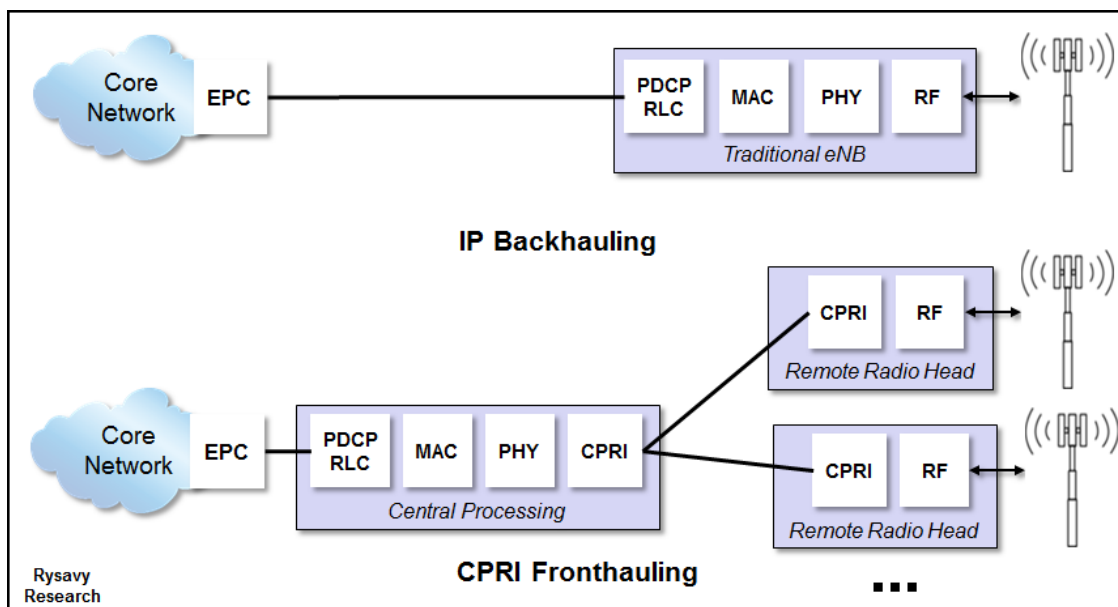 Core
Network
EPC
PDCP
RLC
MAC
PHY
RF
Traditional eNB
IP Backhauling
CPRI
RF
Remote Radio Head
Core
Network
EPC
PDCP
RLC
MAC
PHY
CPRI
Central Processing
CPRI
RF
Remote Radio Head
CPRI Fronthauling
...
Rysavy
Research